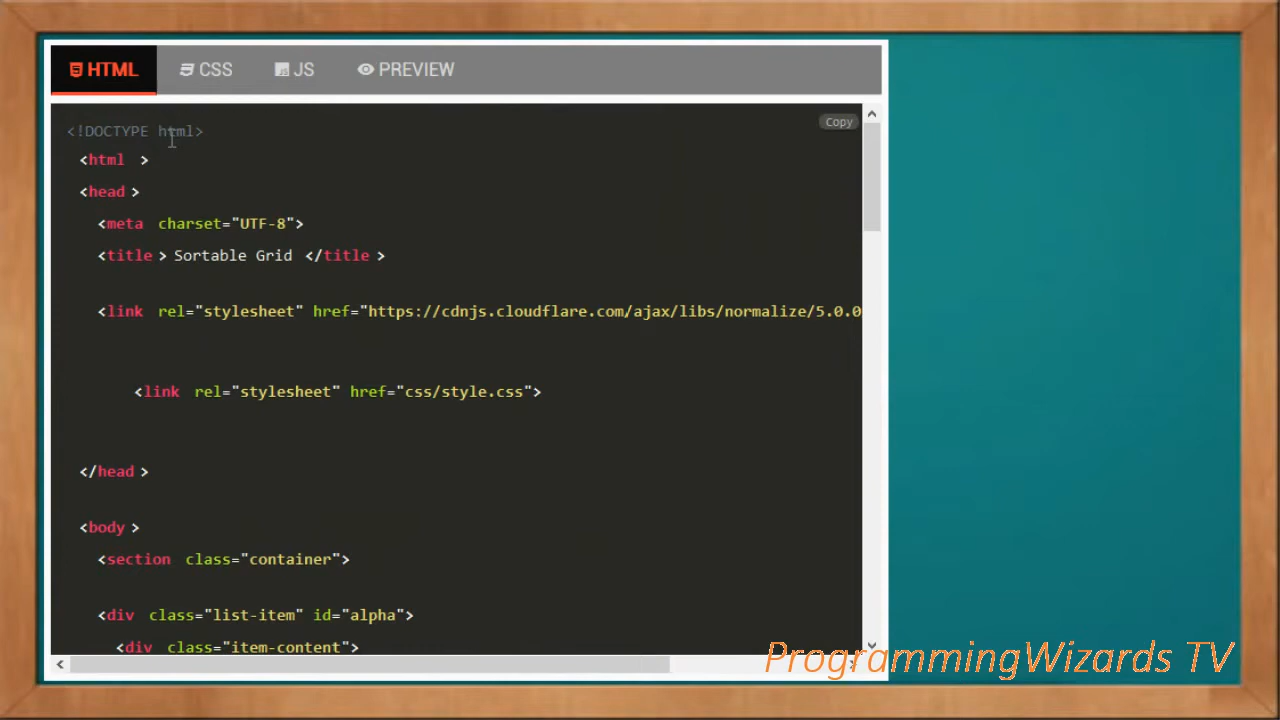 HTML CSS JS PREVIEW
Copy
<!DOCTYPE html>
<html >
<head >
<meta charset="UTF-8">
<title > Sortable Grid </title >
<link rel="stylesheet" href="https://cdnjs.cloudflare.com/ajax/libs/normalize/5.0.0
<link rel="stylesheet" href="css/style.css">
</head >
<body >
<section class="container">
<div class="list-item" id="alpha">
<div class="item-content">
ProgrammingWizards TV